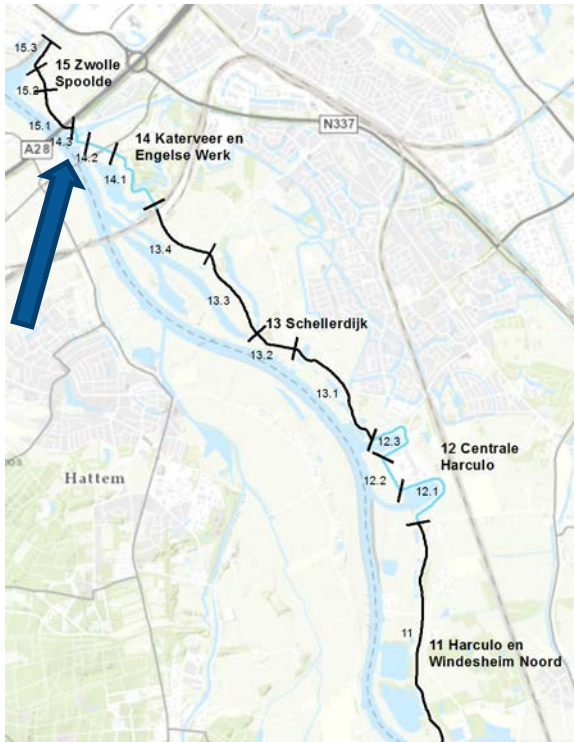 15.3
15 Zwolle
Spoolde
15.2
15.1
14.3
A28
14.2
14.1
14 Katerveer en
Engelse Werk
N337
13.4
13.3
13 Schellerdijk
13.2
13.1
12.3
12 Centrale
Harculo
12.2
12.1
Hattem
11
11 Harculo en
Windesheim Noord